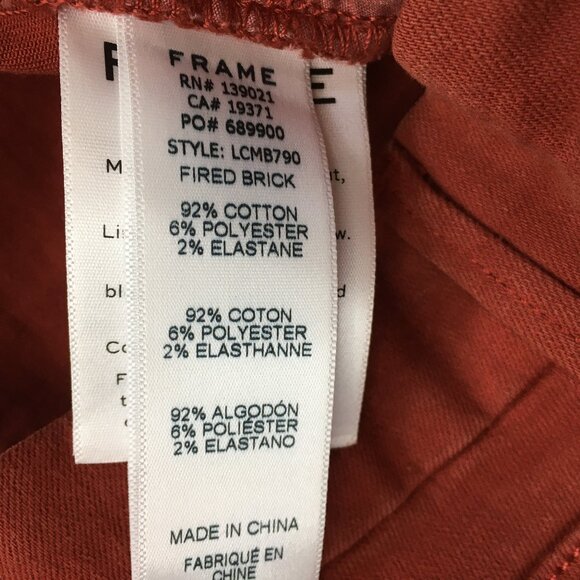 FRAME
RN# 139021
CA# 19371
PO# 689900
STYLE: LCMB790
FIRED BRICK
92% COTTON
6% POLYESTER
2% ELASTANE
92% COTON
6% POLYESTER
2% ELASTHANNE
92% ALGODÓN
6% POLIÉSTER
2% ELASTANO
MADE IN CHINA
FABRIQUÉ EN
CHINE